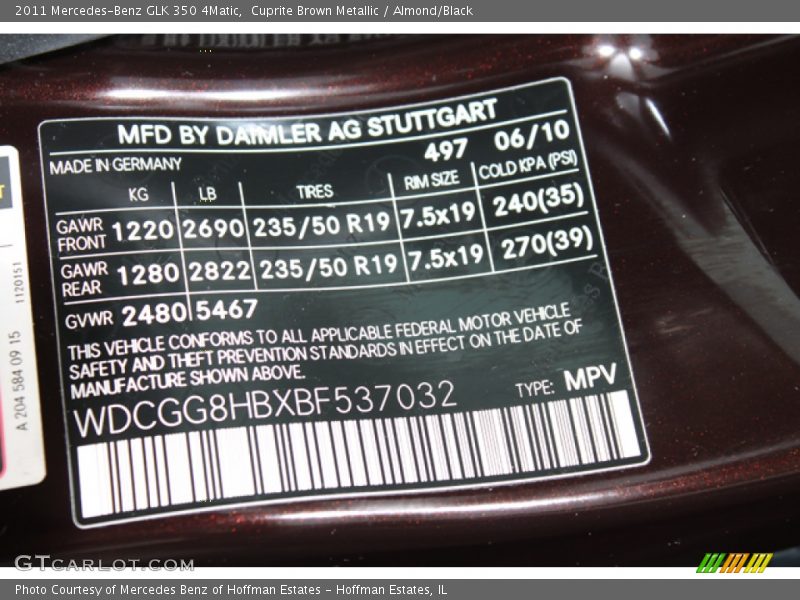 2011 Mercedes-Benz GLK 350 4Matic,  Cuprite Brown Metallic / Almond/Black
MFD BY DAIMLER AG STUTTGART
497 06/10
MADE IN GERMANY
KG LB TIRES RIM SIZE COLD KPA (PSI)
GAWR FRONT 1220 2690 235/50 R19 7.5x19 240(35)
GAWR REAR 1280 2822 235/50 R19 7.5x19 270(39)
GVWR 2480 5467
THIS VEHICLE CONFORMS TO ALL APPLICABLE FEDERAL MOTOR VEHICLE
SAFETY AND THEFT PREVENTION STANDARDS IN EFFECT ON THE DATE OF
MANUFACTURE SHOWN ABOVE.
WDCGG8HBXBF537032 TYPE: MPV
A 204 584 09 15
1120151
GTCARLOT.COM
Photo Courtesy of Mercedes Benz of Hoffman Estates - Hoffman Estates, IL